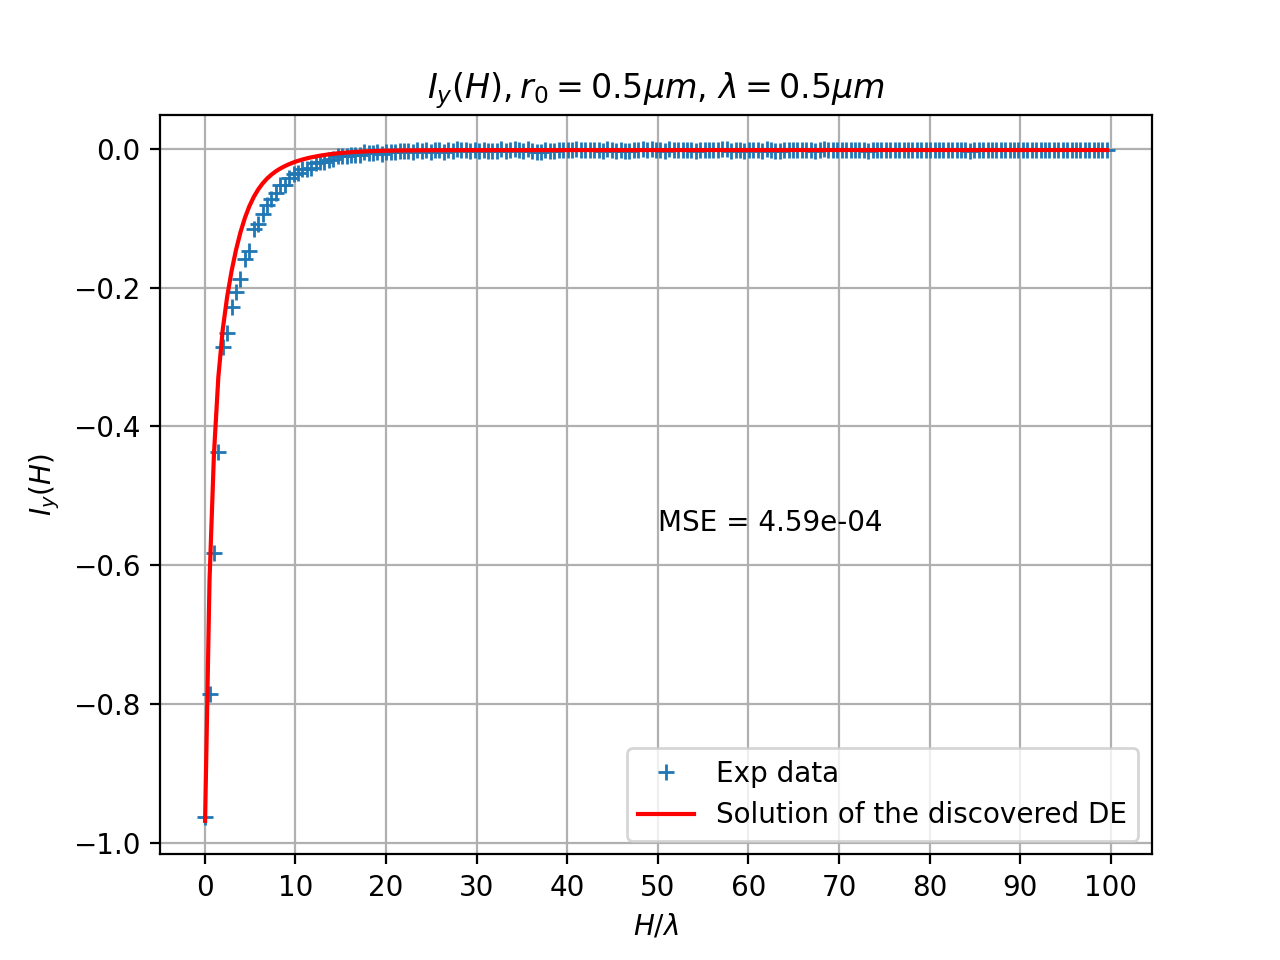 I_y(H), r_0 = 0.5μm, λ = 0.5μm
0.0
−0.2
−0.4
−0.6
−0.8
−1.0
I_y(H)
MSE = 4.59e-04
Exp data
Solution of the discovered DE
0 10 20 30 40 50 60 70 80 90 100
H/λ